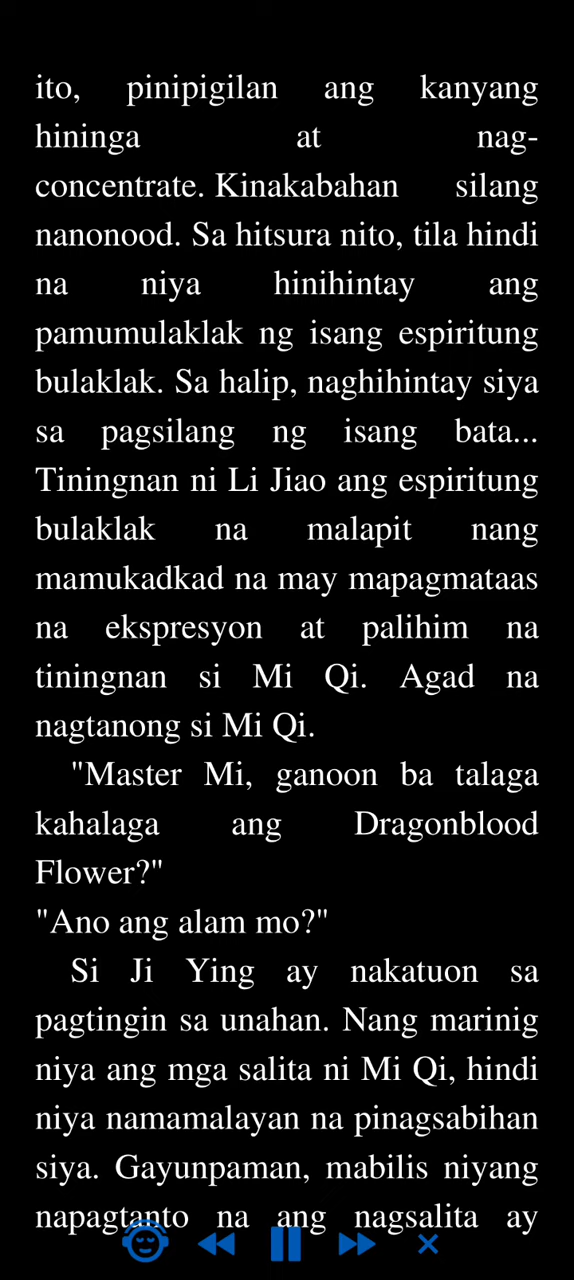 ito, pinipigilan ang kanyang
hininga at nag-
concentrate. Kinakabahan silang
nanonood. Sa hitsura nito, tila hindi
na niya hinihintay ang
pamumulaklak ng isang espiritung
bulaklak. Sa halip, naghihintay siya
sa pagsilang ng isang bata...
Tiningnan ni Li Jiao ang espiritung
bulaklak na malapit nang
mamukadkad na may mapagmataas
na ekspresyon at palihim na
tiningnan si Mi Qi. Agad na
nagtanong si Mi Qi.
"Master Mi, ganoon ba talaga
kahalaga ang Dragonblood
Flower?"
"Ano ang alam mo?"
Si Ji Ying ay nakatuon sa
pagtingin sa unahan. Nang marinig
niya ang mga salita ni Mi Qi, hindi
niya namamalayan na pinagsabihan
siya. Gayunpaman, mabilis niyang
napagtanto na ang nagsalita ay